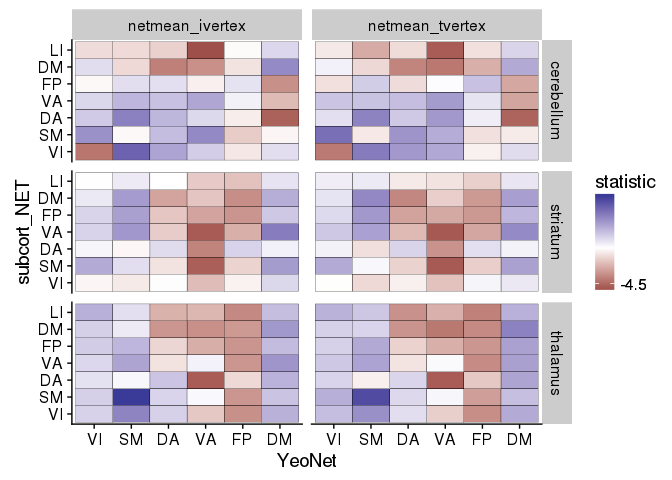 netmean_ivertex netmean_tvertex
LI
DM
FP
VA
DA
SM
VI
cerebellum
LI
DM
FP
VA
DA
SM
VI
striatum
LI
DM
FP
VA
DA
SM
VI
thalamus
subcort_NET
statistic
-4.5
VI SM DA VA FP DM VI SM DA VA FP DM
YeoNet